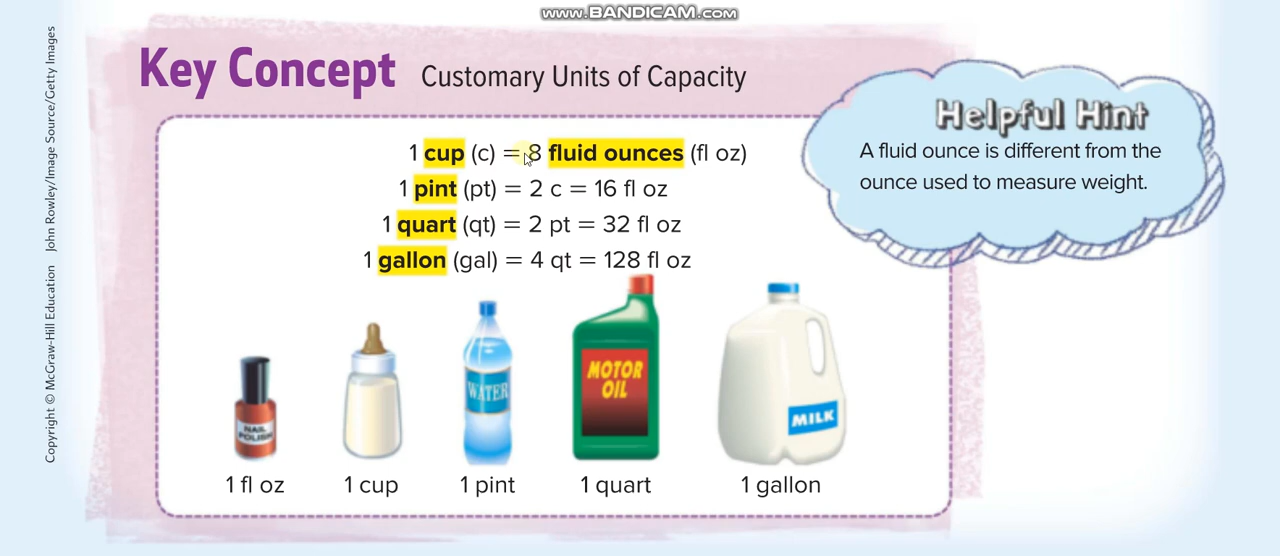 www.BANDICAM.com
Key Concept Customary Units of Capacity
1 cup (c) = 8 fluid ounces (fl oz)
1 pint (pt) = 2 c = 16 fl oz
1 quart (qt) = 2 pt = 32 fl oz
1 gallon (gal) = 4 qt = 128 fl oz
Helpful Hint
A fluid ounce is different from the
ounce used to measure weight.
NAIL
POLISH
WATER
MOTOR
OIL
MILK
1 fl oz 1 cup 1 pint 1 quart 1 gallon
Copyright © McGraw-Hill Education John Rowley/Image Source/Getty Images